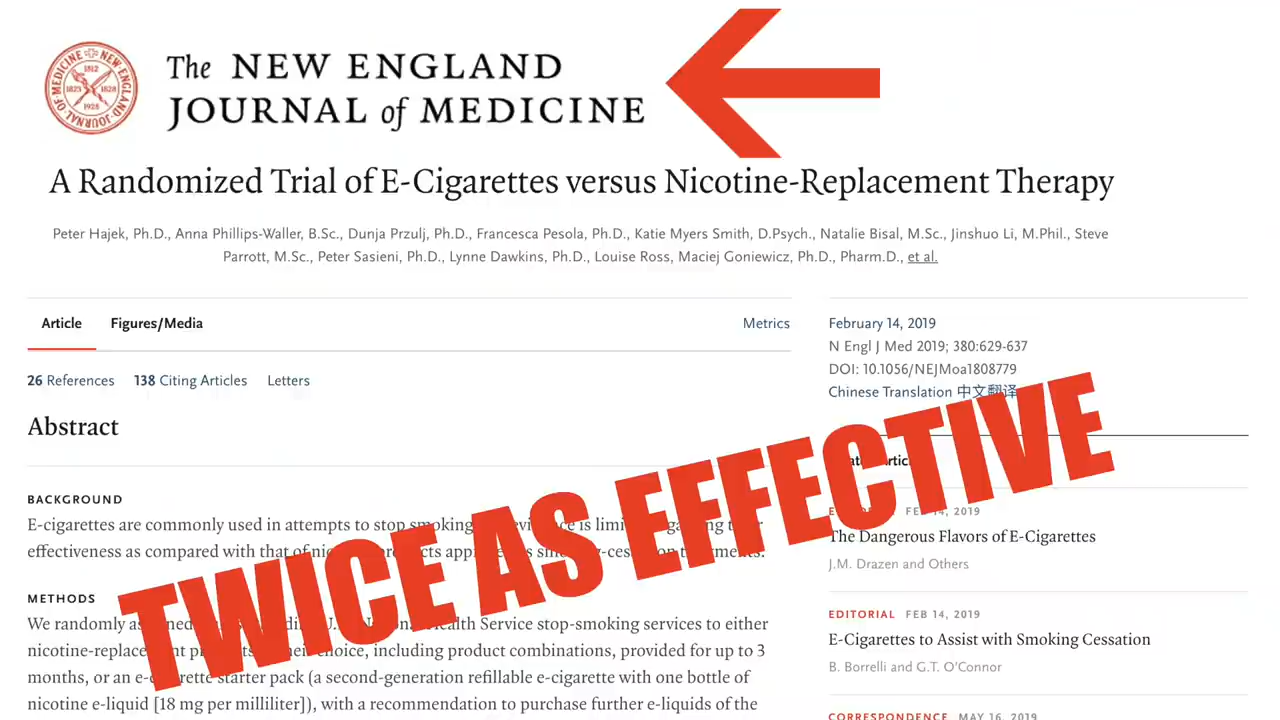 The NEW ENGLAND
JOURNAL of MEDICINE
A Randomized Trial of E-Cigarettes versus Nicotine-Replacement Therapy
Peter Hajek, Ph.D., Anna Phillips-Waller, B.Sc., Dunja Przulj, Ph.D., Francesca Pesola, Ph.D., Katie Myers Smith, D.Psych., Natalie Bisal, M.Sc., Jinshuo Li, M.Phil., Steve
Parrott, M.Sc., Peter Sasieni, Ph.D., Lynne Dawkins, Ph.D., Louise Ross, Maciej Goniewicz, Ph.D., Pharm.D., et al.
Article Figures/Media Metrics
26 References 138 Citing Articles Letters
Abstract
BACKGROUND
E-cigarettes are commonly used in attempts to stop smoking is
effectiveness as compared with that of
METHODS
We randomly Health Service stop-smoking services to either
choice, including product combinations, provided for up to 3
months, or an starter pack (a second-generation refillable e-cigarette with one bottle of
nicotine e-liquid [18 mg per milliliter]), with a recommendation to purchase further e-liquids of the
February 14, 2019
N Engl J Med 2019; 380:629-637
DOI: 10.1056/NEJMoa1808779
Chinese Translation 中文翻译
TWICE AS EFFECTIVE
2019
The Dangerous Flavors of E-Cigarettes
J.M. Drazen and Others
EDITORIAL FEB 14, 2019
E-Cigarettes to Assist with Smoking Cessation
B. Borrelli and G.T. O'Connor
CORRESPONDENCE MAY 16, 2019